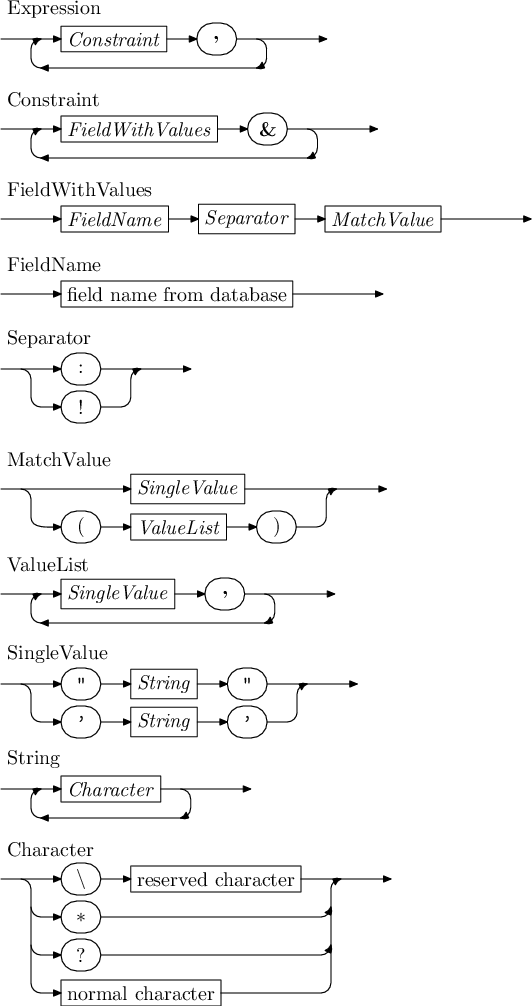 Expression
Constraint ,
Constraint
FieldWithValues &
FieldWithValues
FieldName Separator MatchValue
FieldName
field name from database
Separator
:
!
MatchValue
SingleValue
( ValueList )
ValueList
SingleValue ,
SingleValue
" String "
' String '
String
Character
Character
\ reserved character
*
?
normal character